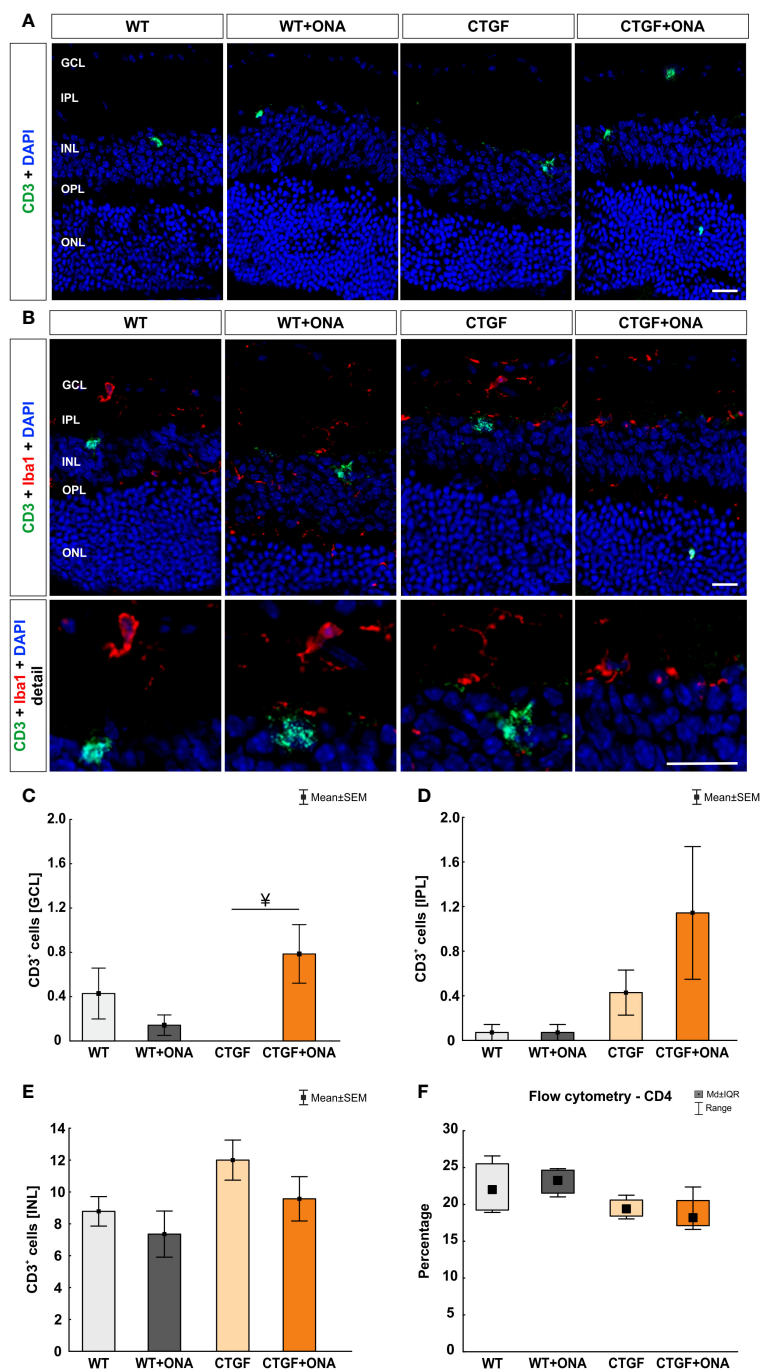 A
WT
WT+ONA
CTGF
CTGF+ONA
CD3 + DAPI
GCL
IPL
INL
OPL
ONL
B
WT
WT+ONA
CTGF
CTGF+ONA
CD3 + Iba1 + DAPI
GCL
IPL
INL
OPL
ONL
CD3 + Iba1 + DAPI
detail
C
Mean±SEM
CD3⁺ cells [GCL]
2.0
1.6
1.2
0.8
0.4
0
¥
WT
WT+ONA
CTGF
CTGF+ONA
D
Mean±SEM
CD3⁺ cells [IPL]
2.0
1.6
1.2
0.8
0.4
0
WT
WT+ONA
CTGF
CTGF+ONA
E
Mean±SEM
CD3⁺ cells [INL]
14
12
10
8
6
4
2
0
WT
WT+ONA
CTGF
CTGF+ONA
F
Flow cytometry - CD4
Md±IQR
Range
Percentage
30
25
20
15
10
5
0
WT
WT+ONA
CTGF
CTGF+ONA